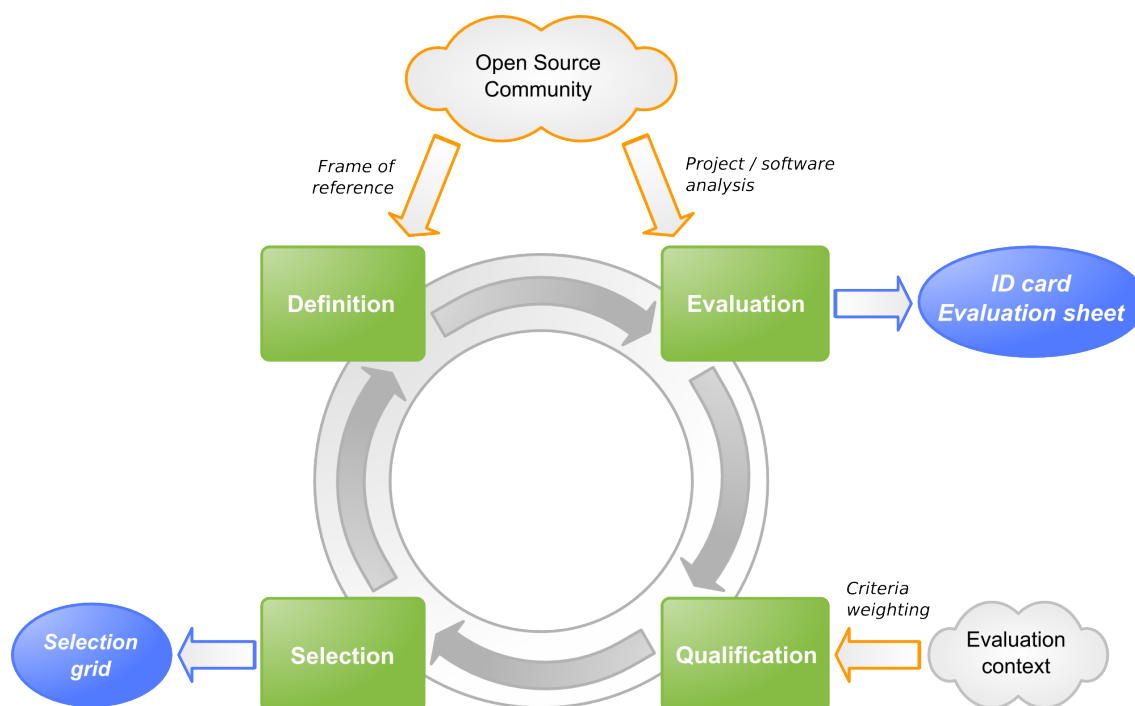 Open Source
Community
Frame of
reference
Project / software
analysis
Definition
Evaluation
ID card
Evaluation sheet
Criteria
weighting
Selection
grid
Selection
Qualification
Evaluation
context